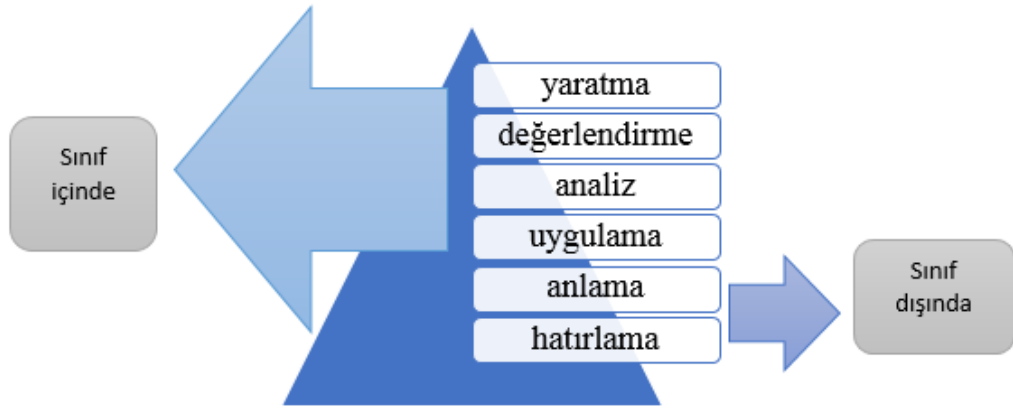 yaratma
değerlendirme
analiz
uygulama
anlama
hatırlama
Sınıf
içinde
Sınıf
dışında